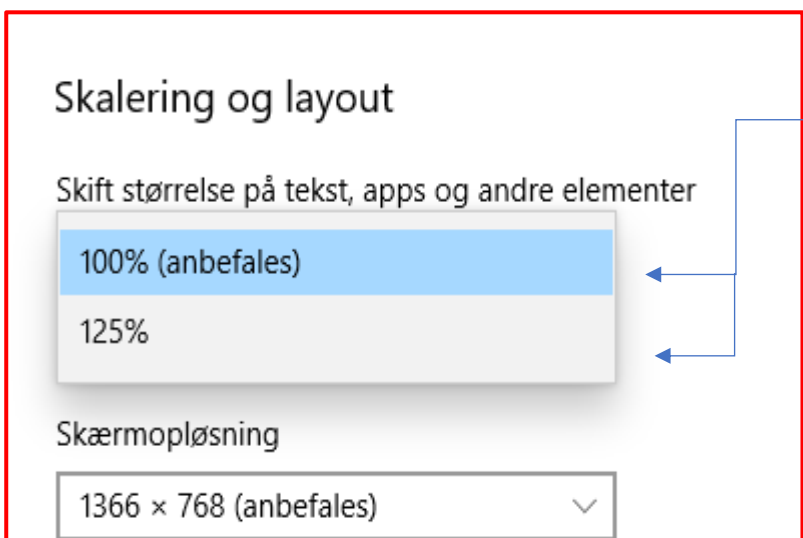 Skalering og layout
Skift størrelse på tekst, apps og andre elementer
100% (anbefales)
125%
Skærmopløsning
1366 × 768 (anbefales)